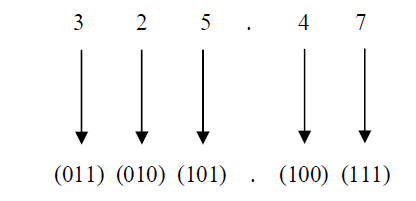 3 2 5 . 4 7
(011) (010) (101) . (100) (111)